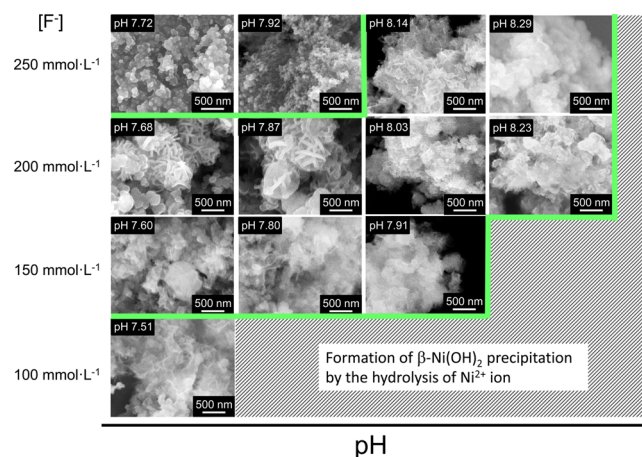 [F-]
pH 7.72
pH 7.92
pH 8.14
pH 8.29
250 mmol·L-1
500 nm
500 nm
500 nm
500 nm
pH 7.68
pH 7.87
pH 8.03
pH 8.23
200 mmol·L-1
500 nm
500 nm
500 nm
500 nm
pH 7.60
pH 7.80
pH 7.91
150 mmol·L-1
500 nm
500 nm
500 nm
pH 7.51
100 mmol·L-1
500 nm
Formation of β-Ni(OH)2 precipitation
by the hydrolysis of Ni2+ ion
pH